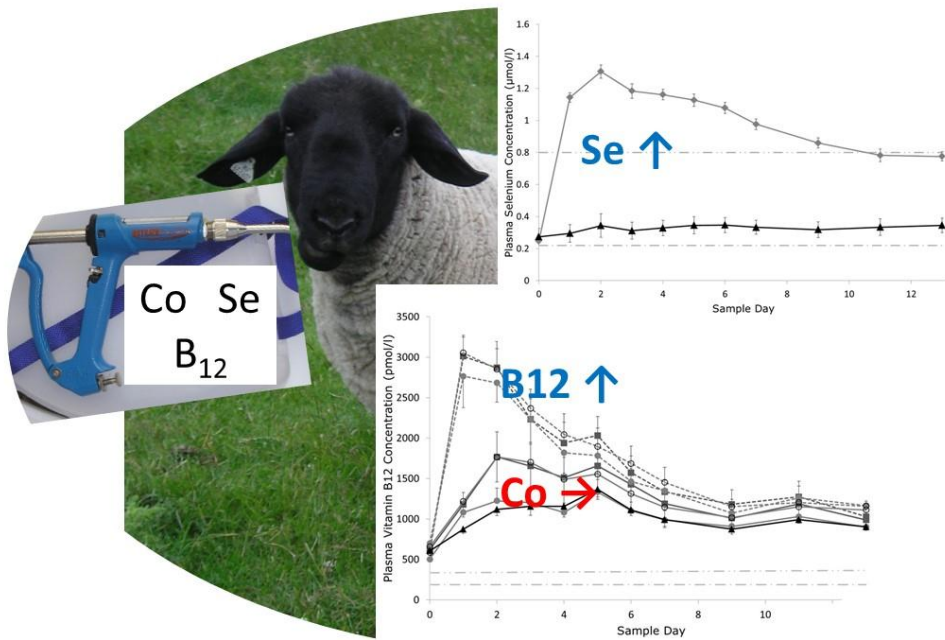 Co Se
B12
Plasma Selenium Concentration (µmol/l)
1.6
1.4
1.2
1
0.8
0.6
0.4
0.2
0
Se ↑
0 2 4 6 8 10 12
Sample Day
Plasma Vitamin B12 Concentration (pmol/l)
3500
3000
2500
2000
1500
1000
500
0
B12 ↑
Co →
0 2 4 6 8 10
Sample Day